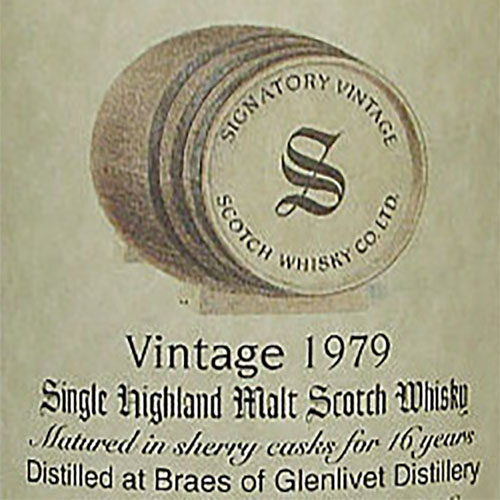 SIGNATORY VINTAGE
S
SCOTCH WHISKY CO. LTD.
Vintage 1979
Single Highland Malt Scotch Whisky
Matured in sherry casks for 16 years
Distilled at Braes of Glenlivet Distillery